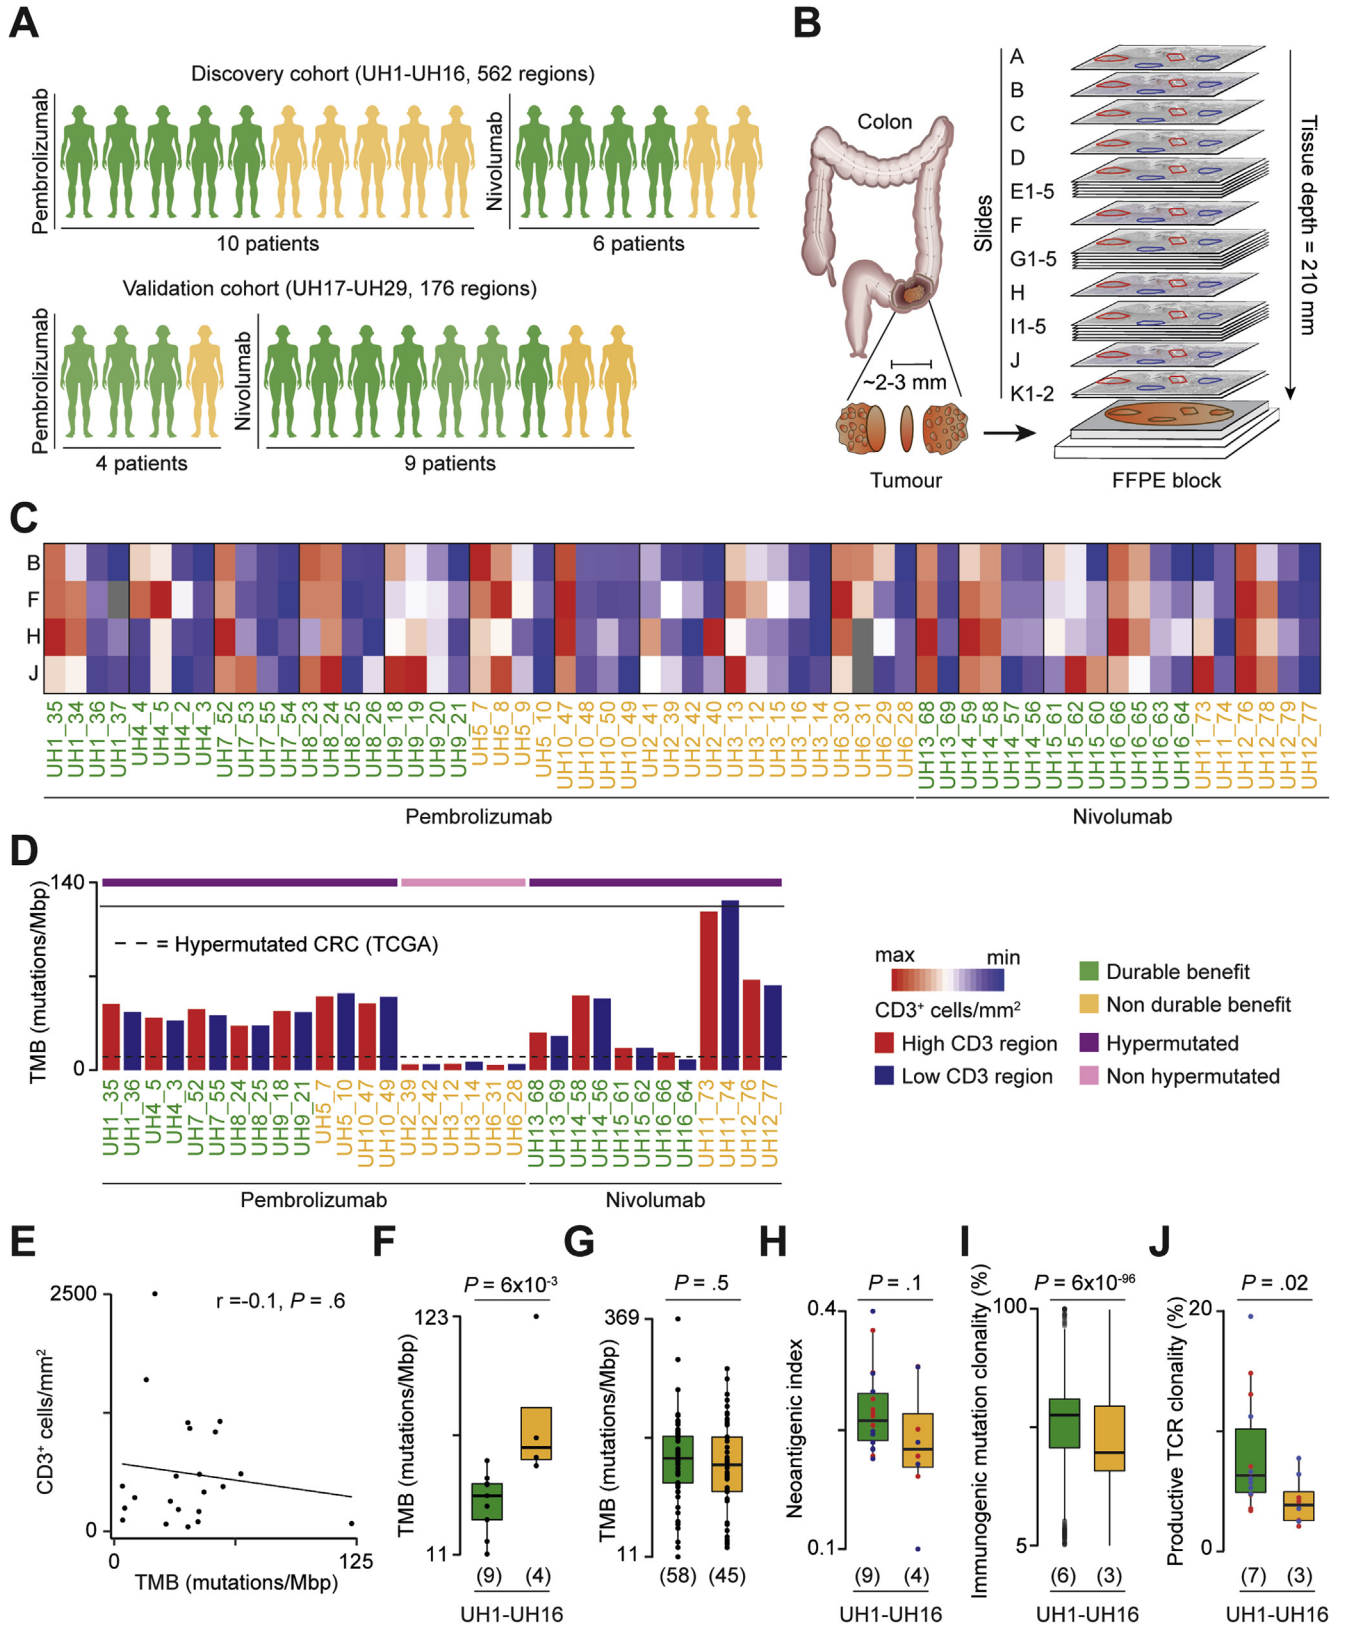 A
Discovery cohort (UH1-UH16, 562 regions)
Pembrolizumab
Nivolumab
10 patients
6 patients
Validation cohort (UH17-UH29, 176 regions)
Pembrolizumab
Nivolumab
4 patients
9 patients
B
Colon
~2-3 mm
Tumour
Slides
A
B
C
D
E1-5
F
G1-5
H
I1-5
J
K1-2
Tissue depth = 210 mm
FFPE block
C
B
F
H
J
UH1_35
UH1_34
UH1_36
UH1_37
UH4_4
UH4_5
UH4_2
UH4_3
UH7_52
UH7_53
UH7_55
UH7_54
UH8_23
UH8_24
UH8_25
UH8_26
UH9_18
UH9_19
UH9_20
UH9_21
UH5_7
UH5_8
UH5_9
UH5_10
UH10_47
UH10_48
UH10_50
UH10_49
UH2_41
UH2_39
UH2_42
UH2_40
UH3_13
UH3_12
UH3_15
UH3_16
UH3_14
UH6_30
UH6_31
UH6_29
UH6_28
UH13_68
UH13_69
UH14_59
UH14_58
UH14_57
UH14_56
UH15_61
UH15_62
UH15_60
UH16_66
UH16_65
UH16_63
UH16_64
UH11_73
UH11_74
UH12_76
UH12_78
UH12_79
UH12_77
Pembrolizumab
Nivolumab
D
TMB (mutations/Mbp)
140
0
= Hypermutated CRC (TCGA)
UH1_35
UH1_36
UH4_5
UH4_3
UH7_52
UH7_55
UH8_24
UH8_25
UH9_18
UH9_21
UH5_7
UH5_10
UH10_47
UH10_49
UH2_39
UH2_42
UH3_12
UH3_14
UH6_31
UH6_28
UH13_68
UH13_69
UH14_58
UH14_56
UH15_61
UH15_62
UH16_66
UH16_64
UH11_73
UH11_74
UH12_76
UH12_77
Pembrolizumab
Nivolumab
max
min
CD3⁺ cells/mm²
High CD3 region
Low CD3 region
Durable benefit
Non durable benefit
Hypermutated
Non hypermutated
E
r =-0.1, P = .6
CD3⁺ cells/mm²
2500
0
0
125
TMB (mutations/Mbp)
F
P = 6x10⁻³
TMB (mutations/Mbp)
123
11
(9)
(4)
UH1-UH16
G
P = .5
TMB (mutations/Mbp)
369
11
(58)
(45)
H
P = .1
Neoantigenic index
0.4
0.1
(9)
(4)
UH1-UH16
I
P = 6x10⁻⁹⁶
Immunogenic mutation clonality (%)
100
5
(6)
(3)
UH1-UH16
J
P = .02
Productive TCR clonality (%)
20
0
(7)
(3)
UH1-UH16